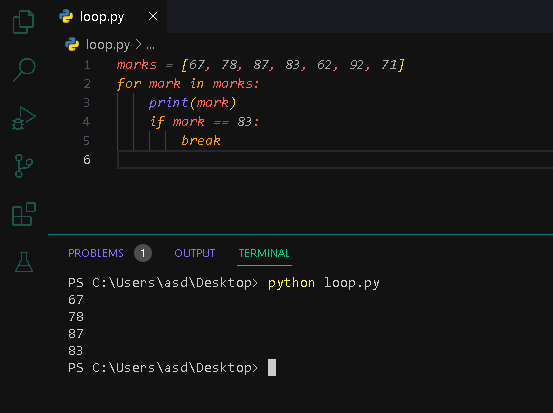 loop.py ×
loop.py > ...
1 marks = [67, 78, 87, 83, 62, 92, 71]
2 for mark in marks:
3     print(mark)
4     if mark == 83:
5         break
6
PROBLEMS 1 OUTPUT TERMINAL
PS C:\Users\asd\Desktop> python loop.py
67
78
87
83
PS C:\Users\asd\Desktop>